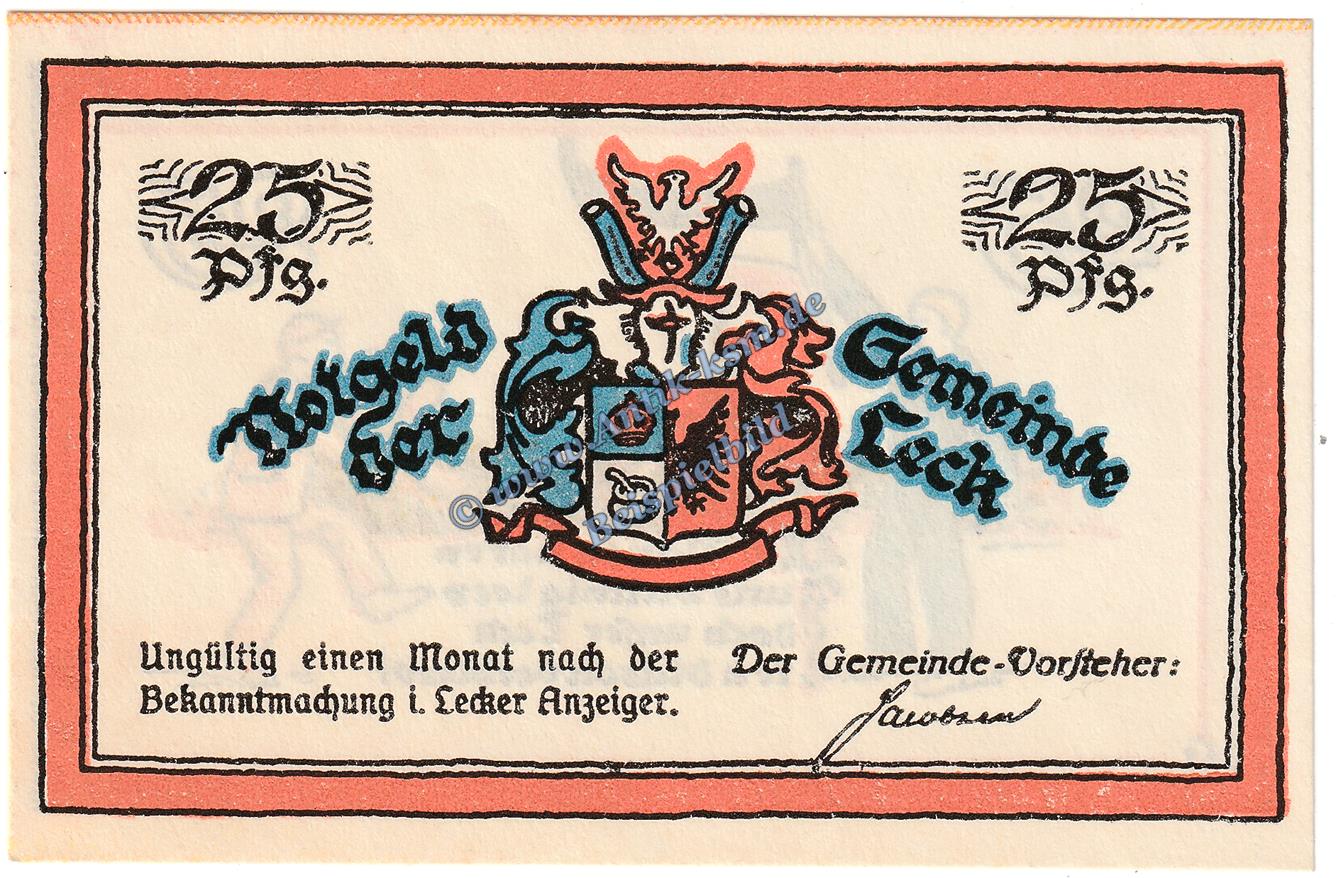 25 Pfg.
25 Pfg.
Notgeld der
Gemeinde Leck
© www.Antik-ksm.de
Beispielbild
Ungültig einen Monat nach der
Bekanntmachung i. Lecker Anzeiger.
Der Gemeinde-Vorsteher:
Jacobsen